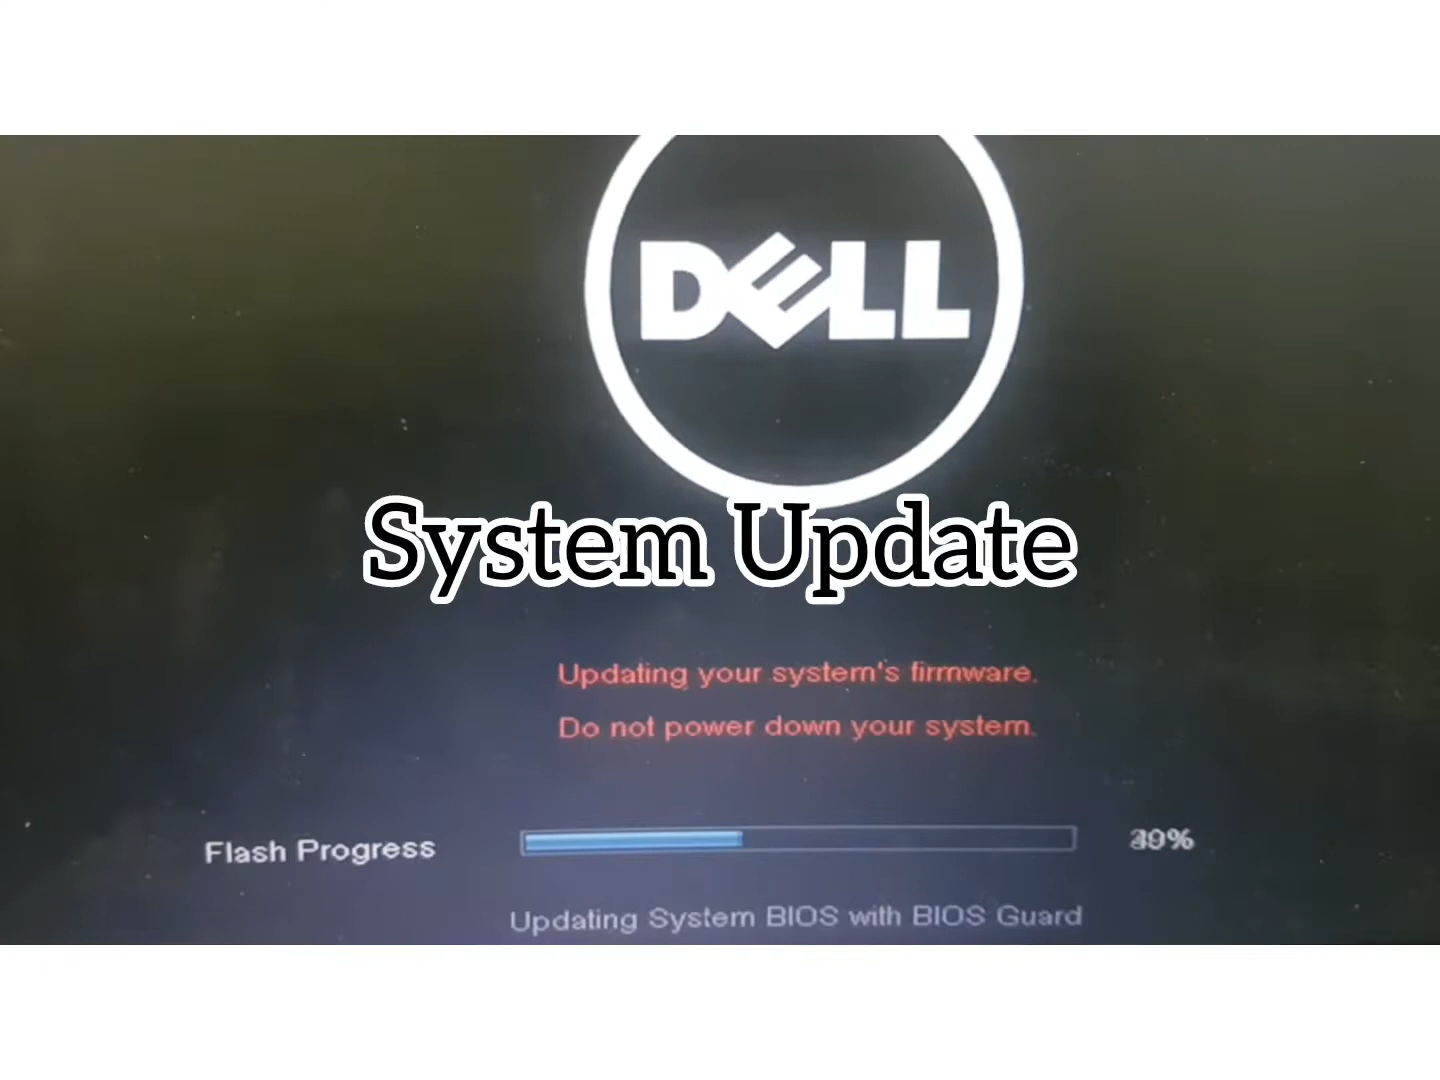 DELL
System Update
Updating your system's firmware.
Do not power down your system.
Flash Progress
Updating System BIOS with BIOS Guard